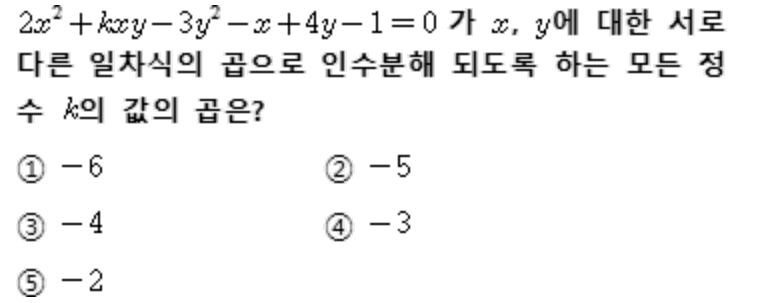 2x²+kxy−3y²−x+4y−1=0 가 x, y에 대한 서로
다른 일차식의 곱으로 인수분해 되도록 하는 모든 정
수 k의 값의 곱은?
① −6 ② −5
③ −4 ④ −3
⑤ −2